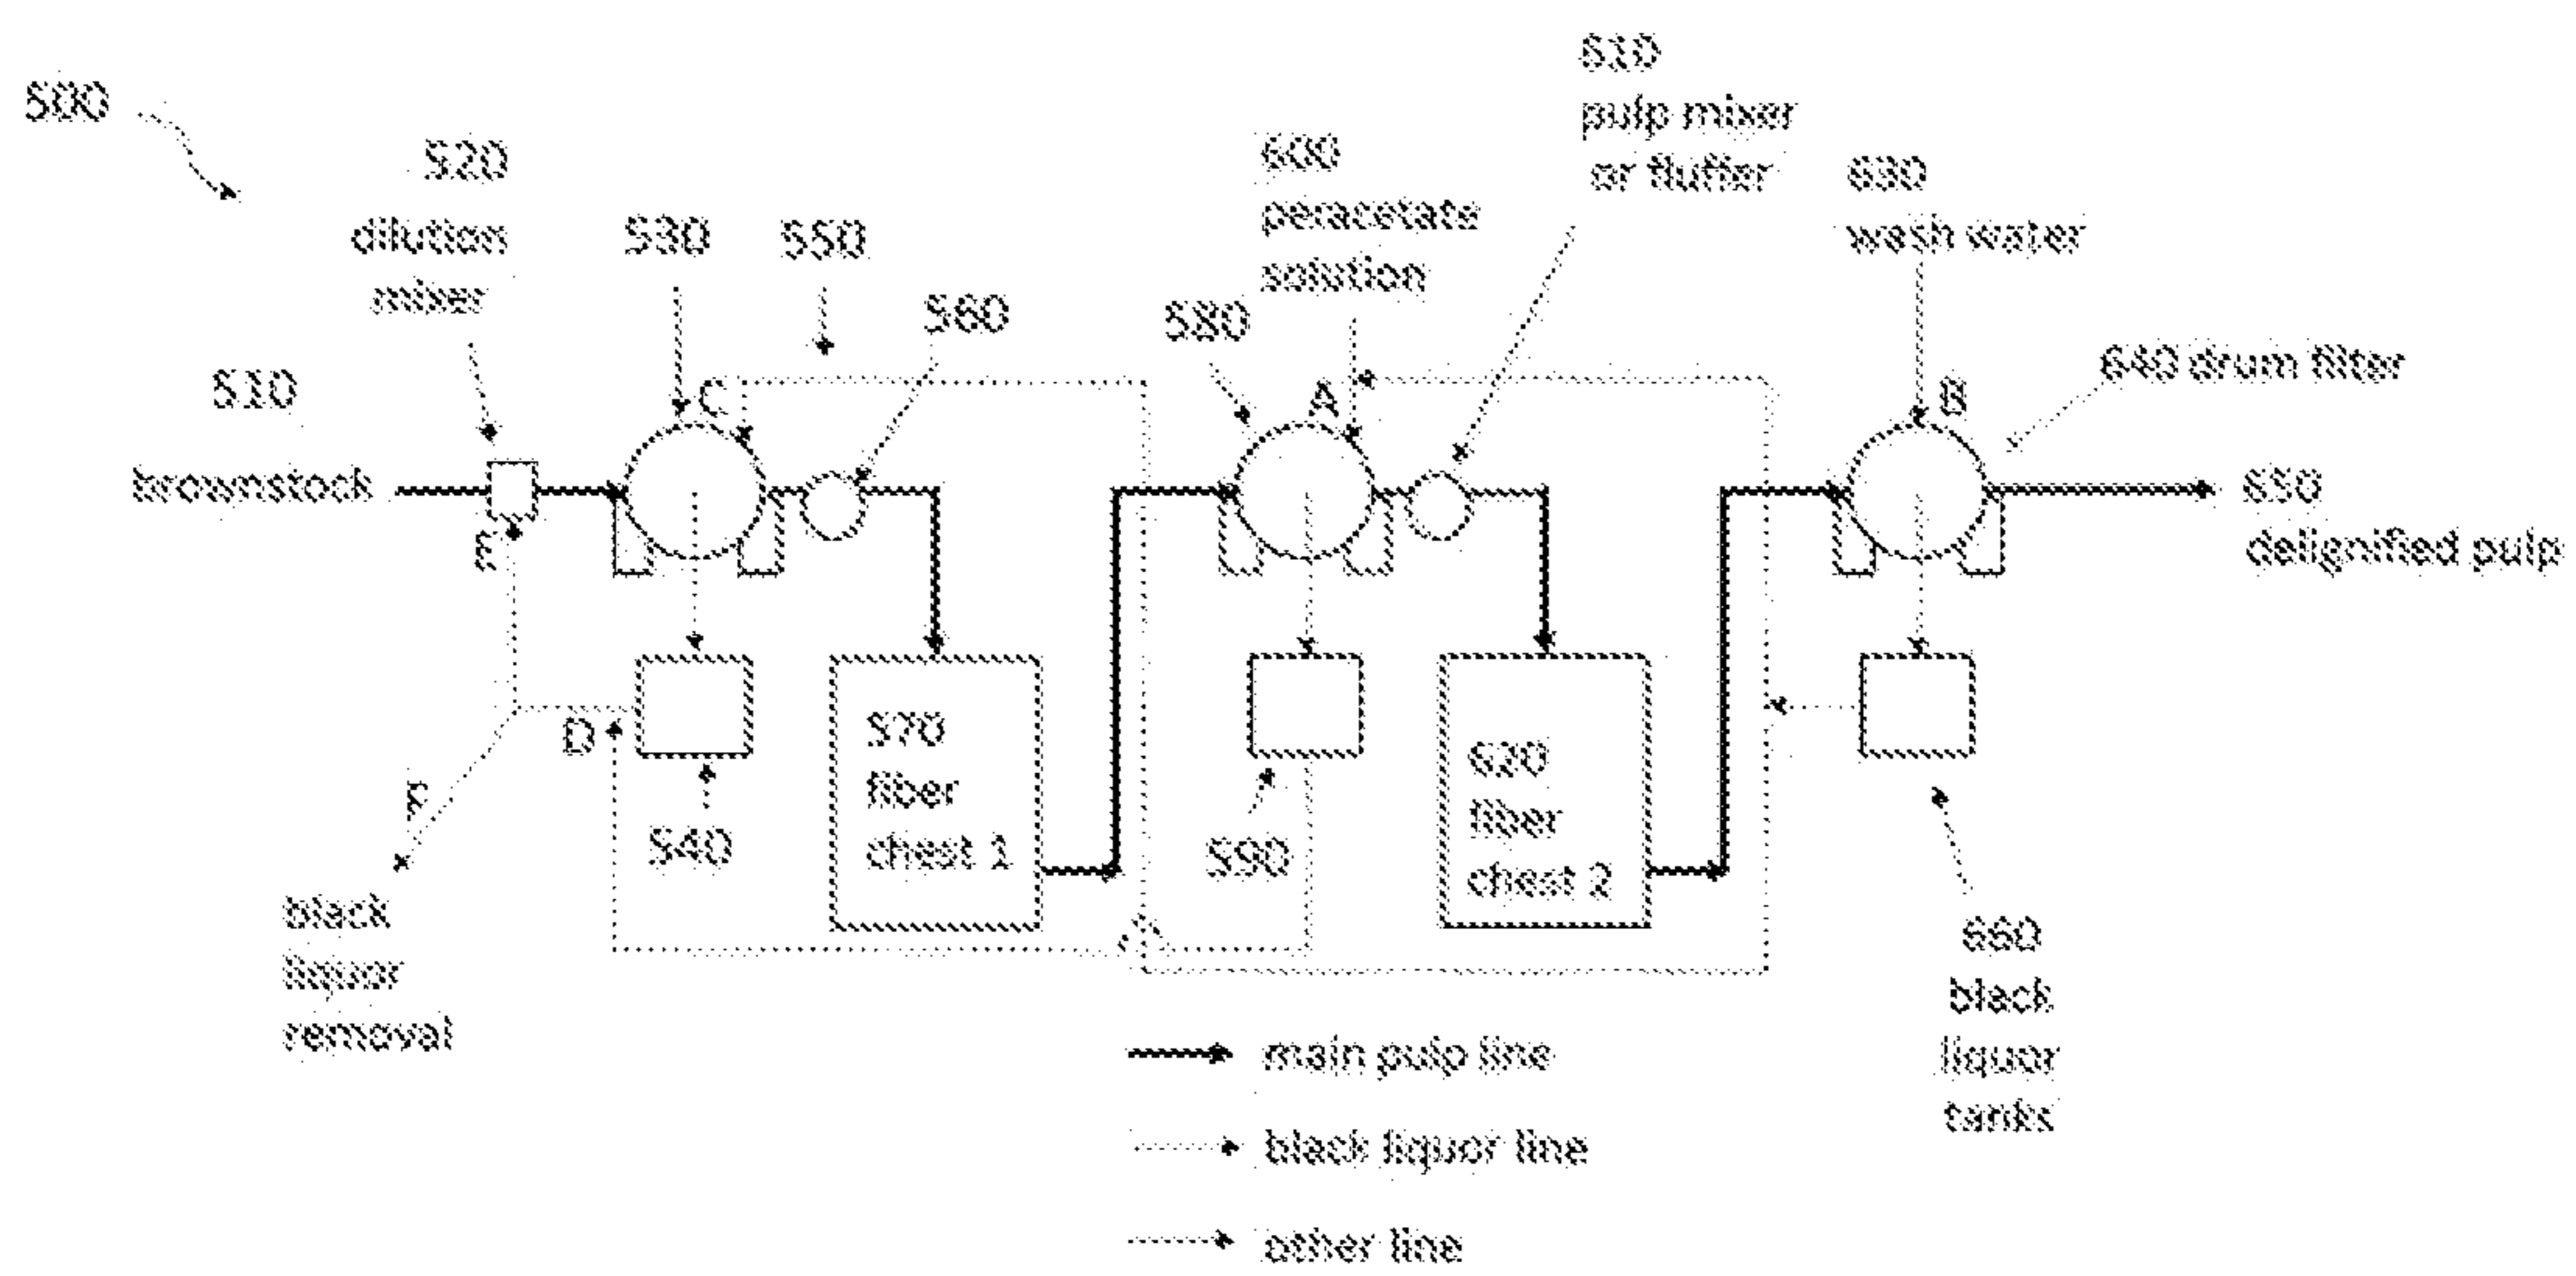 500
520
dilution
mixer
530
550
560
580
600
peracetate
solution
610
pulp mixer
or fluffer
630
wash water
640 drum filter
510
brownstock
C
A
B
E
D
F
650
delignified pulp
540
570
fiber
chest 1
590
620
fiber
chest 2
660
black
liquor
tanks
black
liquor
removal
main pulp line
black liquor line
other line